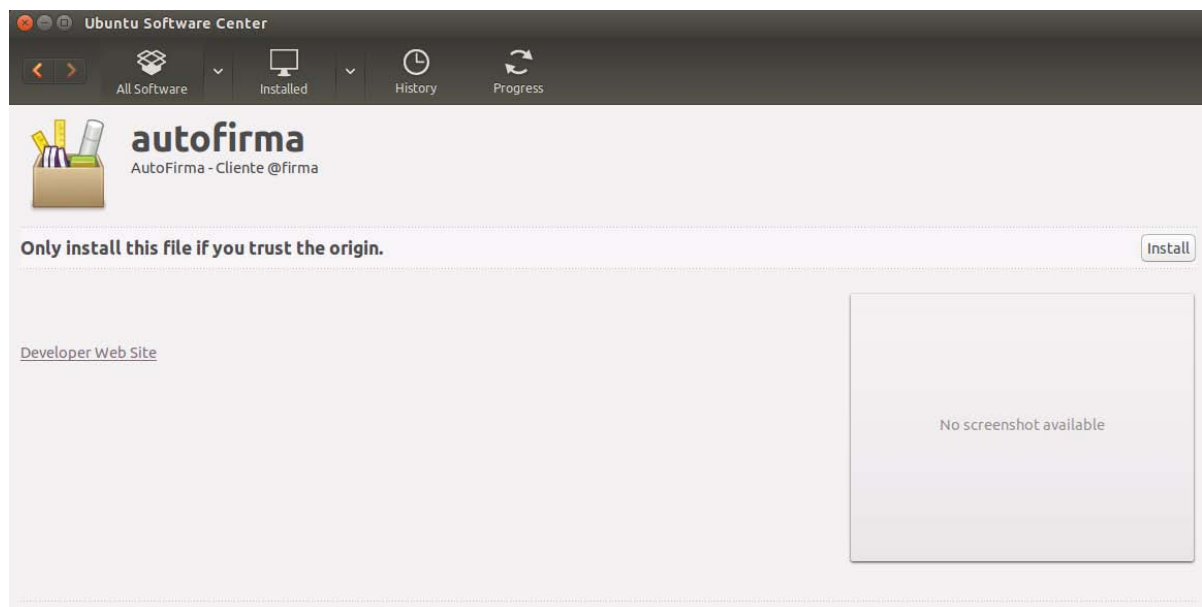 Ubuntu Software Center
All Software
Installed
History
Progress
autofirma
AutoFirma - Cliente @firma
Only install this file if you trust the origin.
Install
Developer Web Site
No screenshot available